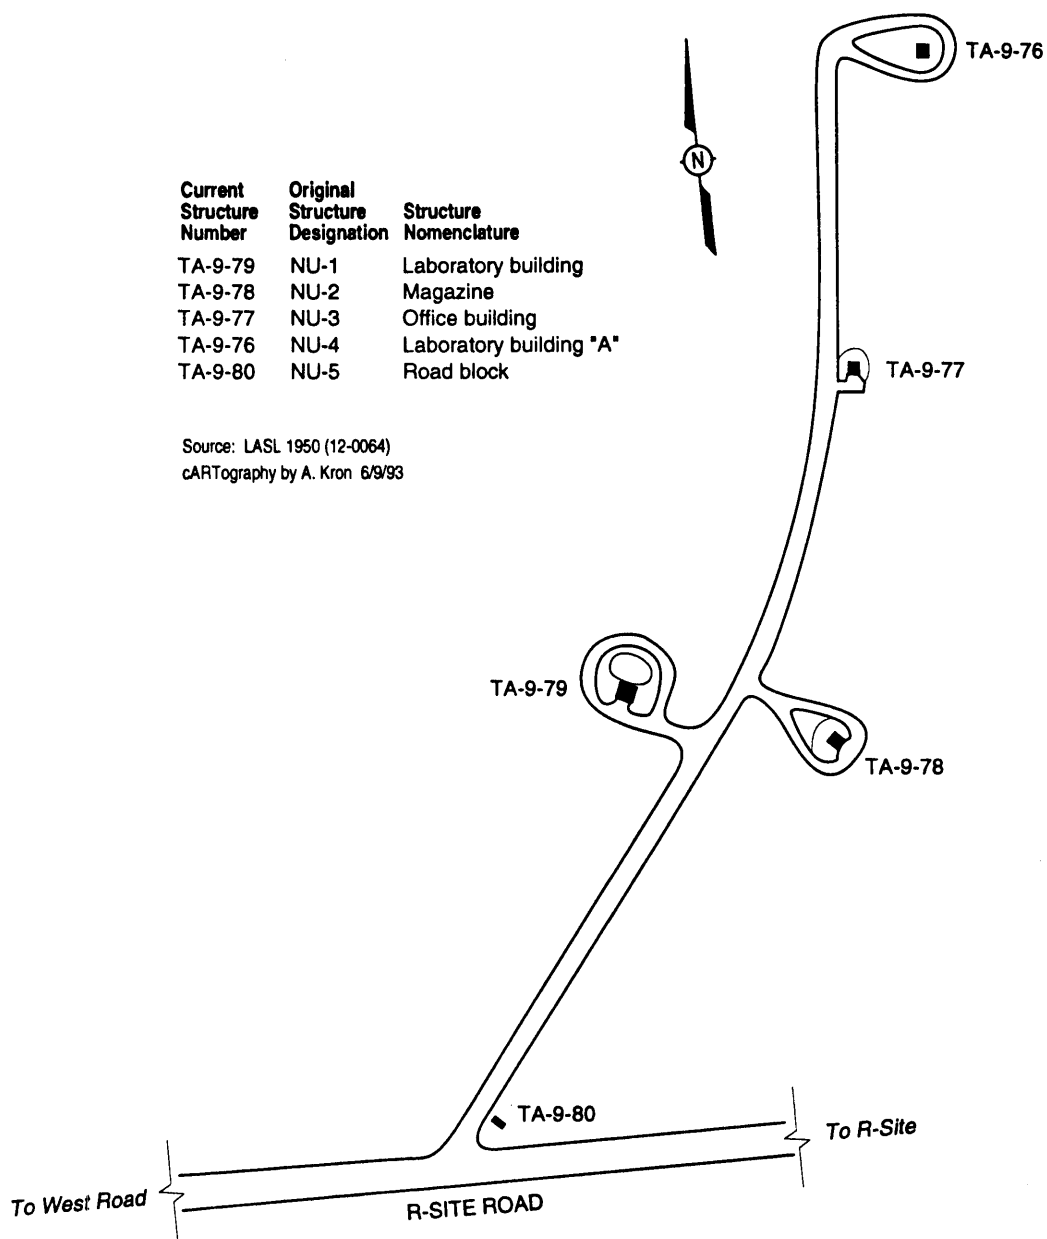 TA-9-76
N
Current Original
Structure Structure Structure
Number Designation Nomenclature
TA-9-79 NU-1 Laboratory building
TA-9-78 NU-2 Magazine
TA-9-77 NU-3 Office building
TA-9-76 NU-4 Laboratory building "A"
TA-9-80 NU-5 Road block
TA-9-77
Source: LASL 1950 (12-0064)
cARTography by A. Kron 6/9/93
TA-9-79
TA-9-78
TA-9-80
To R-Site
To West Road
R-SITE ROAD